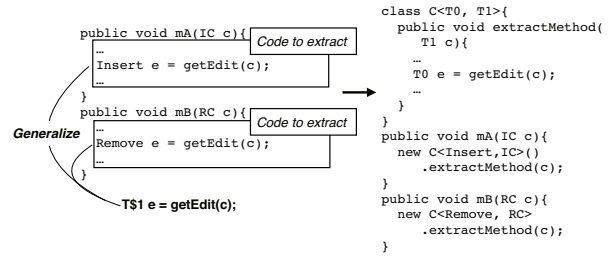 public void mA(IC c){
Code to extract
…
Insert e = getEdit(c);
…
}
public void mB(RC c){
Code to extract
…
Remove e = getEdit(c);
…
}
Generalize
T$1 e = getEdit(c);
class C<T0, T1>{
public void extractMethod(
T1 c){
…
T0 e = getEdit(c);
…
}
}
public void mA(IC c){
new C<Insert,IC>()
.extractMethod(c);
}
public void mB(RC c){
new C<Remove, RC>
.extractMethod(c);
}